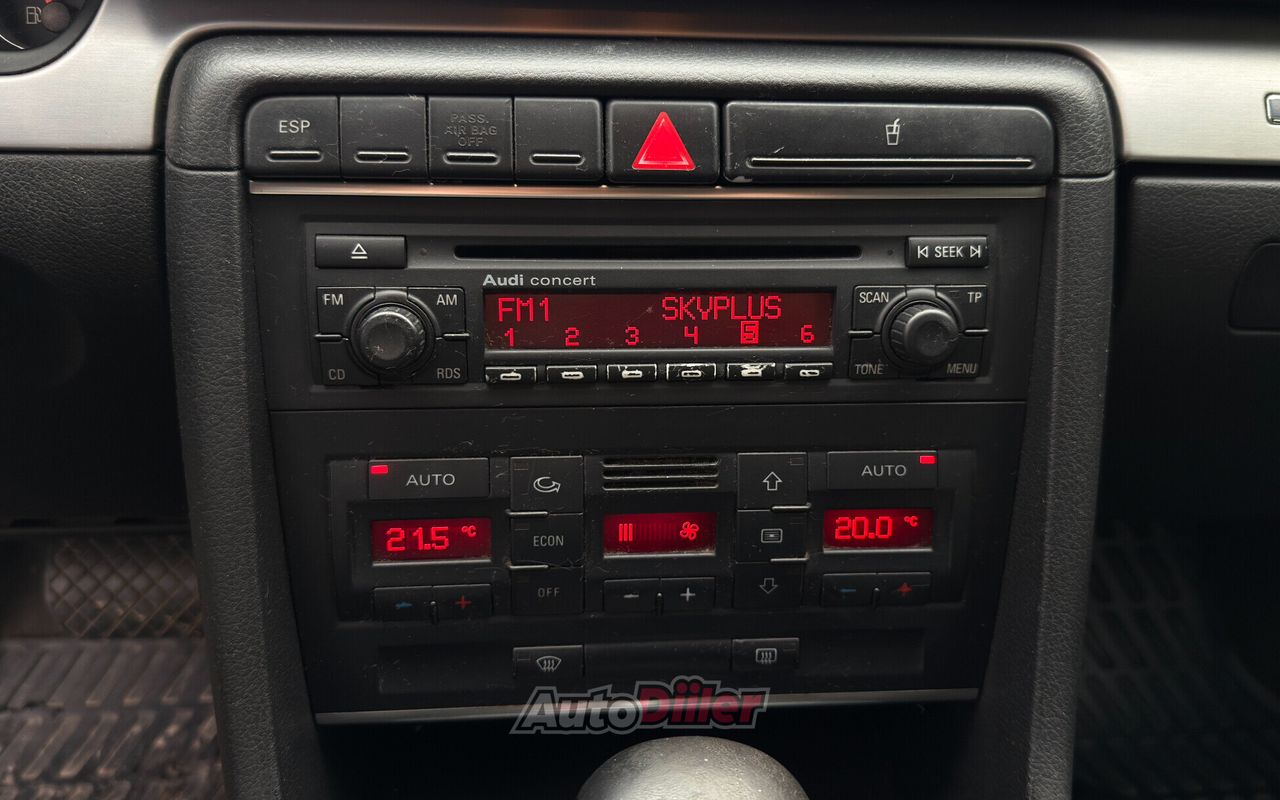 ESP
PASS.
AIR BAG
OFF
SEEK
Audi concert
FM
AM
CD
RDS
FM1 SKYPLUS
1 2 3 4 5 6
SCAN
TP
TONE
MENU
AUTO
AUTO
21.5 °C
20.0 °C
ECON
OFF
AutoDiiler